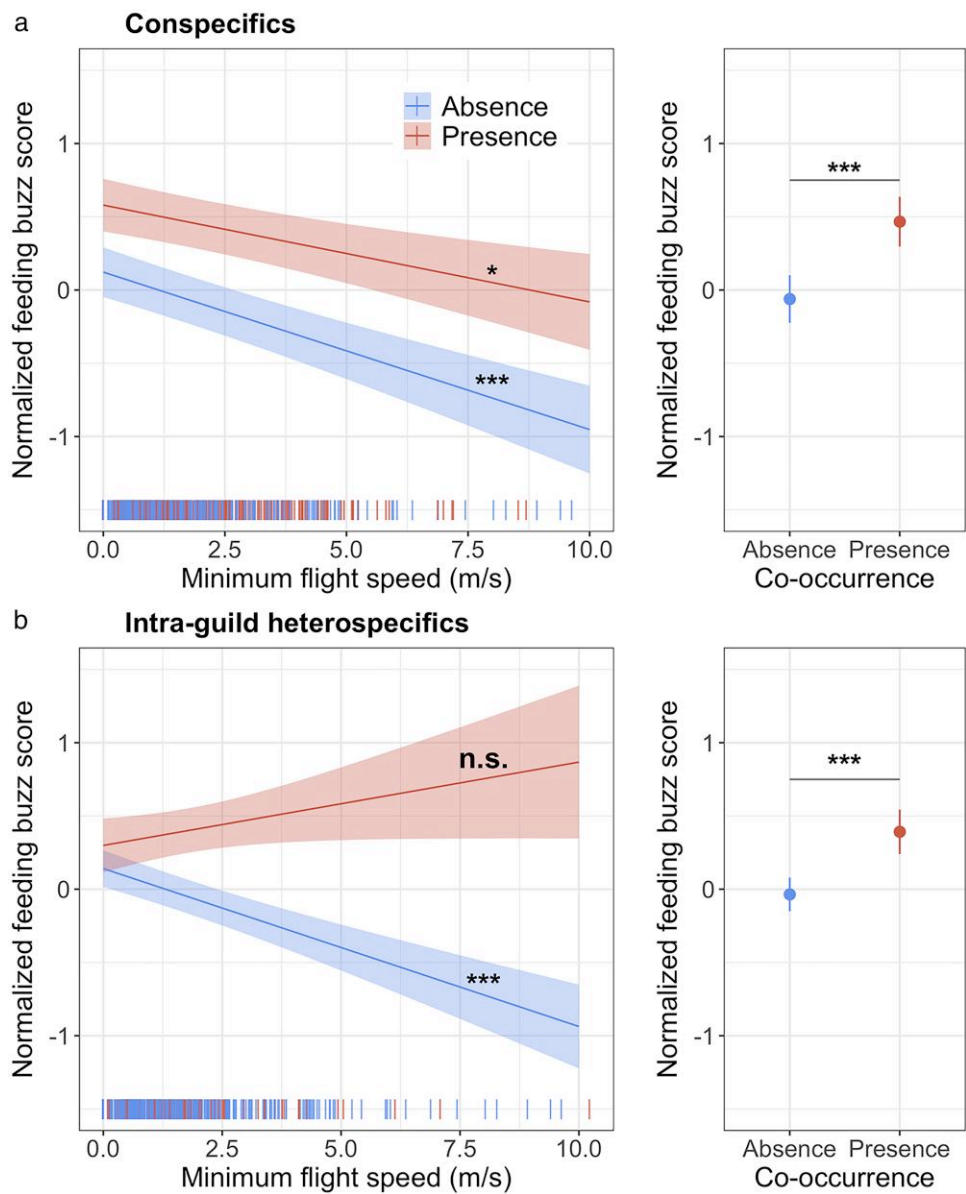 a
Conspecifics
Normalized feeding buzz score
1
0
-1
Absence
Presence
*
***
0.0 2.5 5.0 7.5 10.0
Minimum flight speed (m/s)
Normalized feeding buzz score
1
0
-1
***
Absence Presence
Co-occurrence
b
Intra-guild heterospecifics
Normalized feeding buzz score
1
0
-1
n.s.
***
0.0 2.5 5.0 7.5 10.0
Minimum flight speed (m/s)
Normalized feeding buzz score
1
0
-1
***
Absence Presence
Co-occurrence